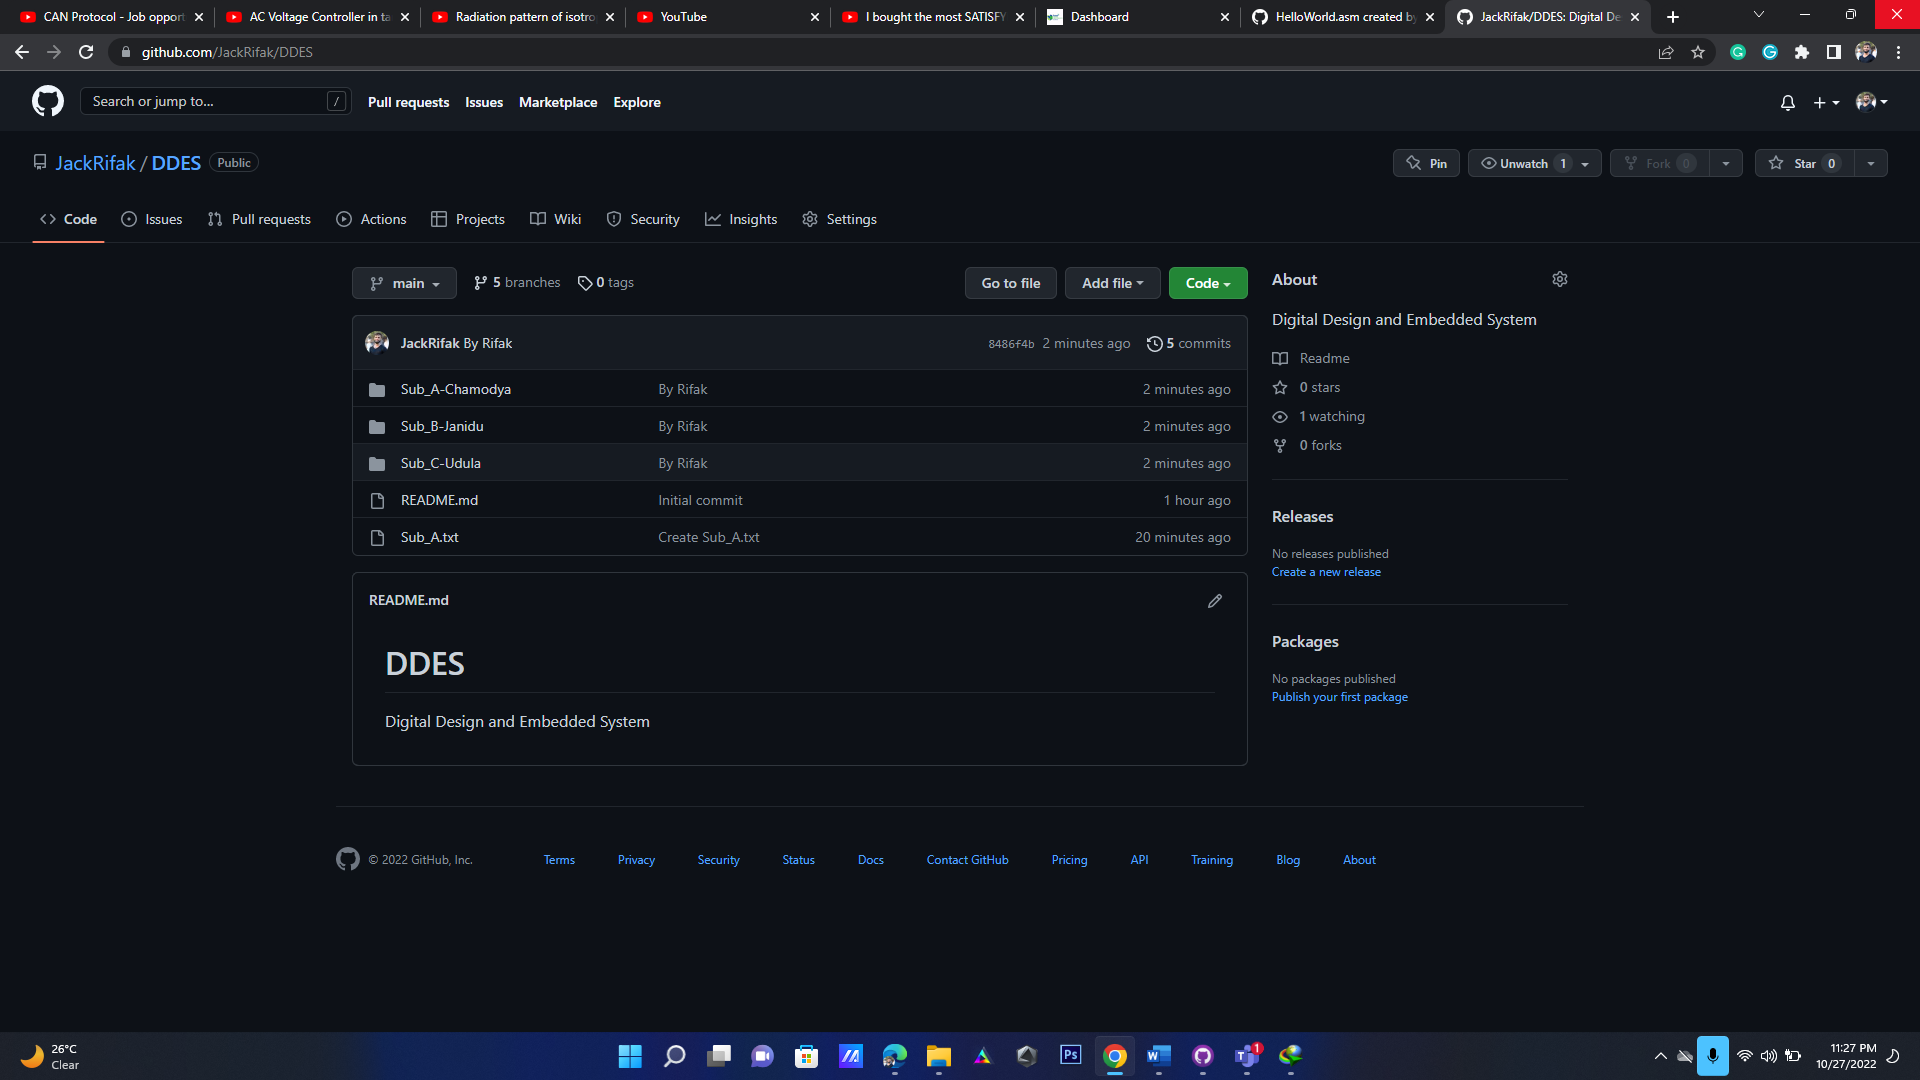 CAN Protocol - Job opport
AC Voltage Controller in ta
Radiation pattern of isotro
YouTube
I bought the most SATISFY
Dashboard
HelloWorld.asm created by
JackRifak/DDES: Digital De
github.com/JackRifak/DDES
Search or jump to...
/
Pull requests
Issues
Marketplace
Explore
JackRifak / DDES
Public
Pin
Unwatch 1
Fork 0
Star 0
Code
Issues
Pull requests
Actions
Projects
Wiki
Security
Insights
Settings
main
5 branches
0 tags
Go to file
Add file
Code
JackRifak By Rifak
8486f4b 2 minutes ago
5 commits
Sub_A-Chamodya By Rifak 2 minutes ago
Sub_B-Janidu By Rifak 2 minutes ago
Sub_C-Udula By Rifak 2 minutes ago
README.md Initial commit 1 hour ago
Sub_A.txt Create Sub_A.txt 20 minutes ago
README.md
DDES
Digital Design and Embedded System
About
Digital Design and Embedded System
Readme
0 stars
1 watching
0 forks
Releases
No releases published
Create a new release
Packages
No packages published
Publish your first package
© 2022 GitHub, Inc.
Terms
Privacy
Security
Status
Docs
Contact GitHub
Pricing
API
Training
Blog
About
26°C
Clear
Ps
1
11:27 PM
10/27/2022